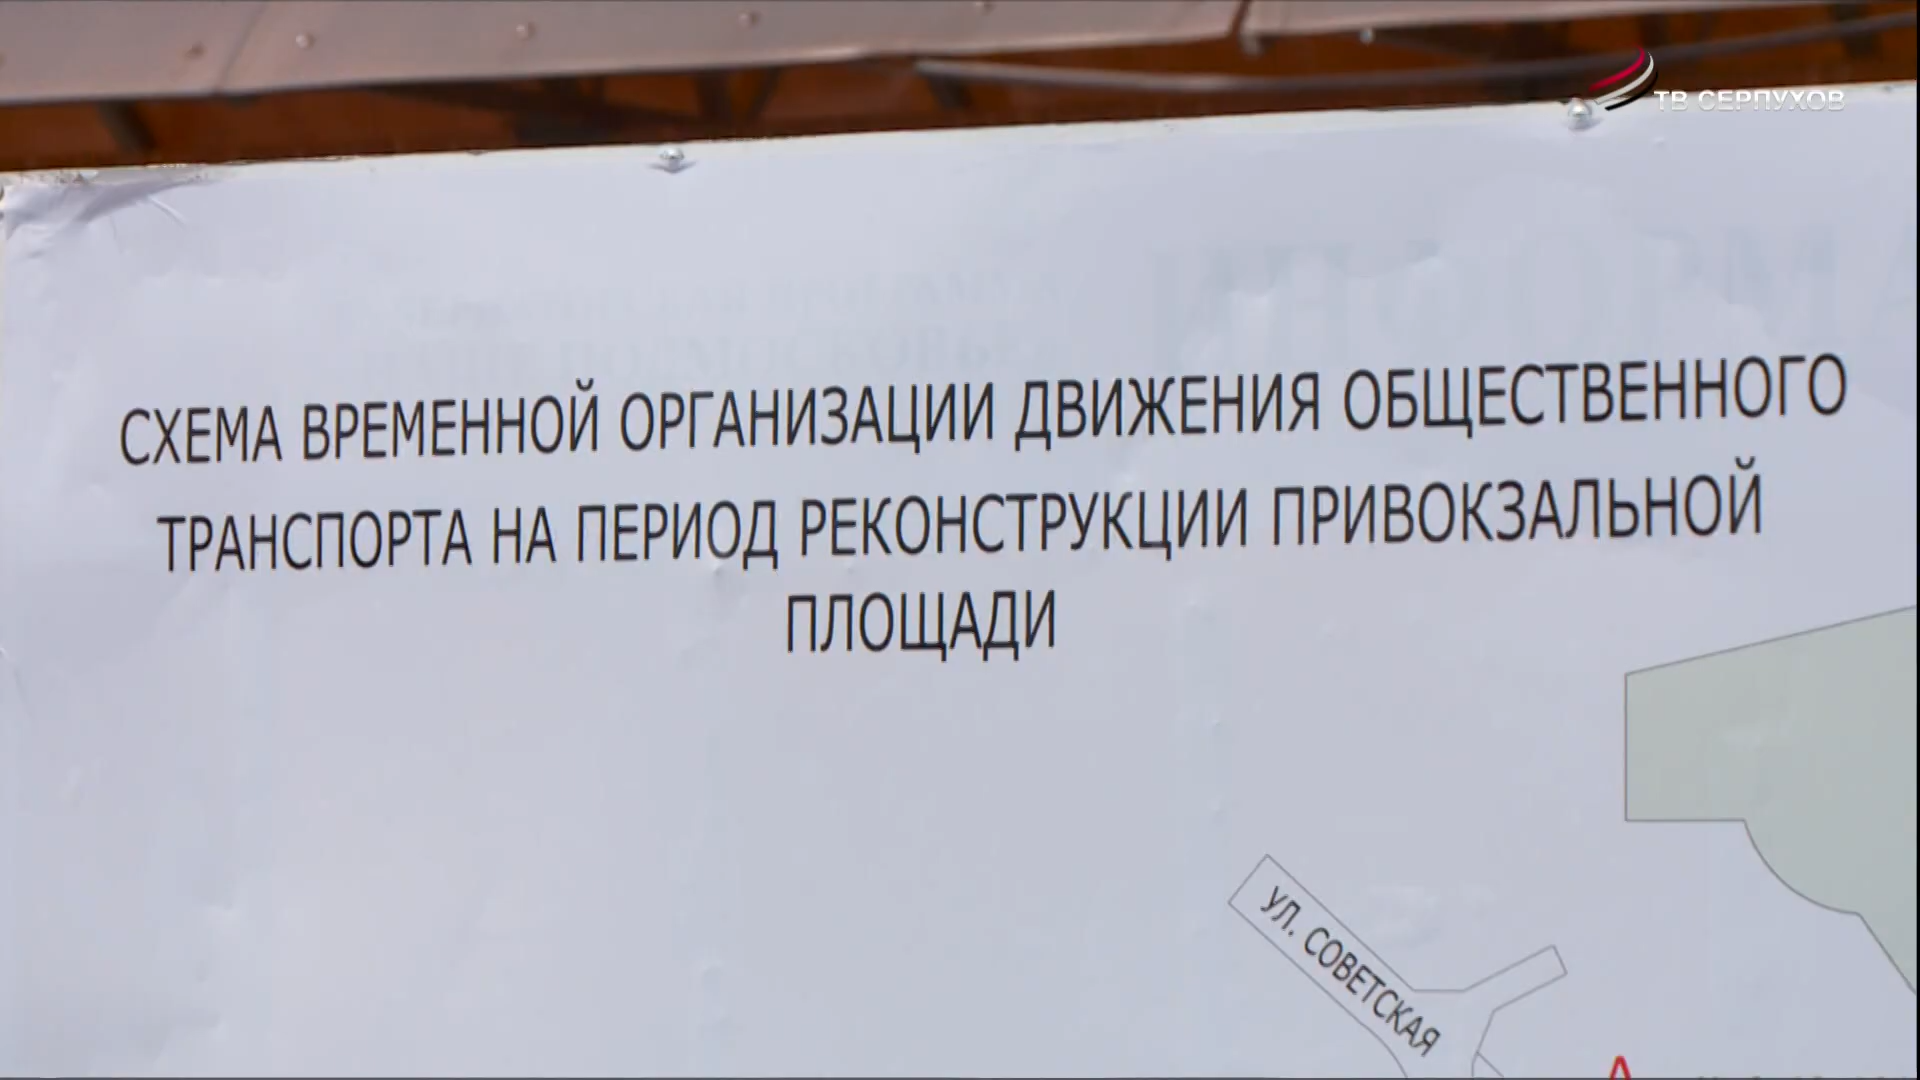 ТВ СЕРПУХОВ
СХЕМА ВРЕМЕННОЙ ОРГАНИЗАЦИИ ДВИЖЕНИЯ ОБЩЕСТВЕННОГО
ТРАНСПОРТА НА ПЕРИОД РЕКОНСТРУКЦИИ ПРИВОКЗАЛЬНОЙ
ПЛОЩАДИ
УЛ. СОВЕТСКАЯ